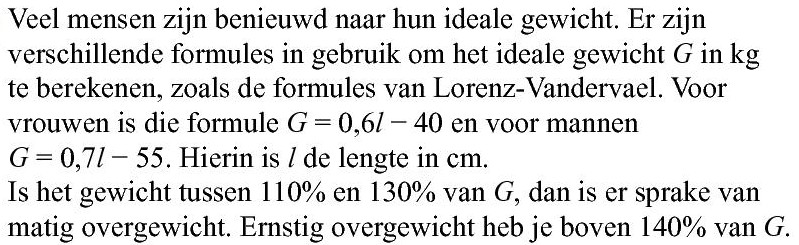 Veel mensen zijn benieuwd naar hun ideale gewicht. Er zijn
verschillende formules in gebruik om het ideale gewicht G in kg
te berekenen, zoals de formules van Lorenz-Vandervael. Voor
vrouwen is die formule G = 0,6l − 40 en voor mannen
G = 0,7l − 55. Hierin is l de lengte in cm.
Is het gewicht tussen 110% en 130% van G, dan is er sprake van
matig overgewicht. Ernstig overgewicht heb je boven 140% van G.